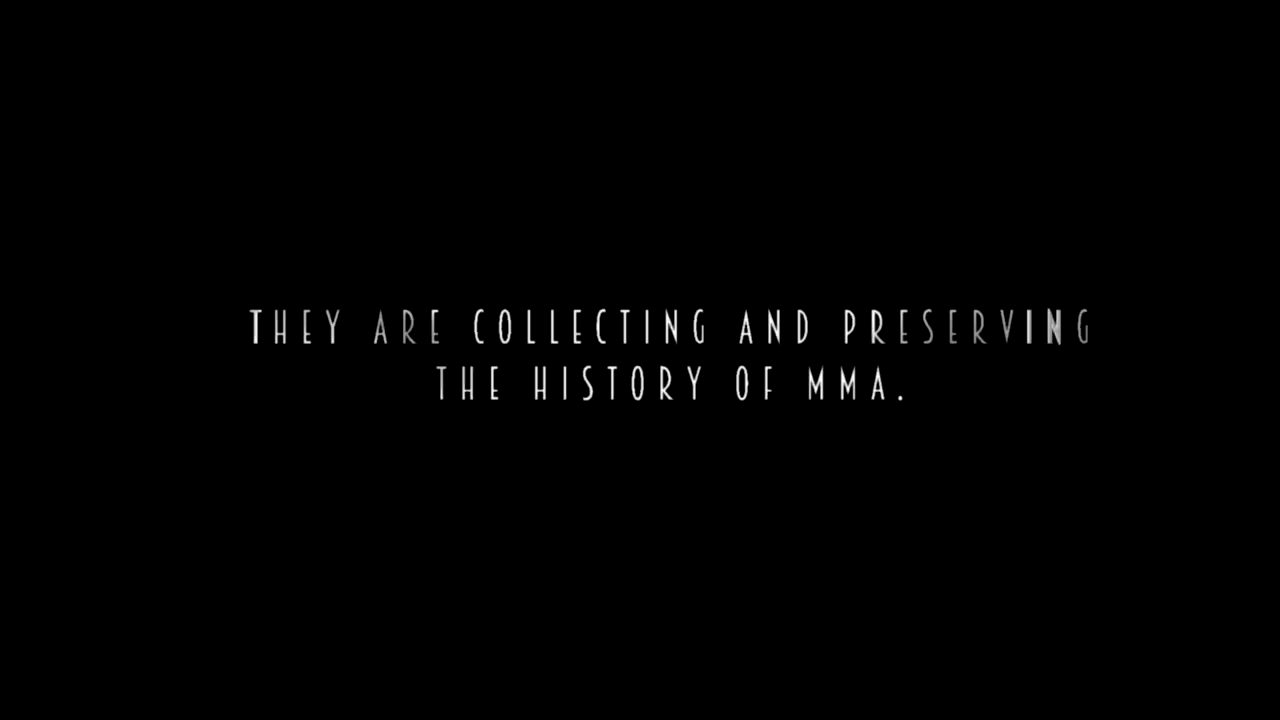 THEY ARE COLLECTING AND PRESERVING
THE HISTORY OF MMA.